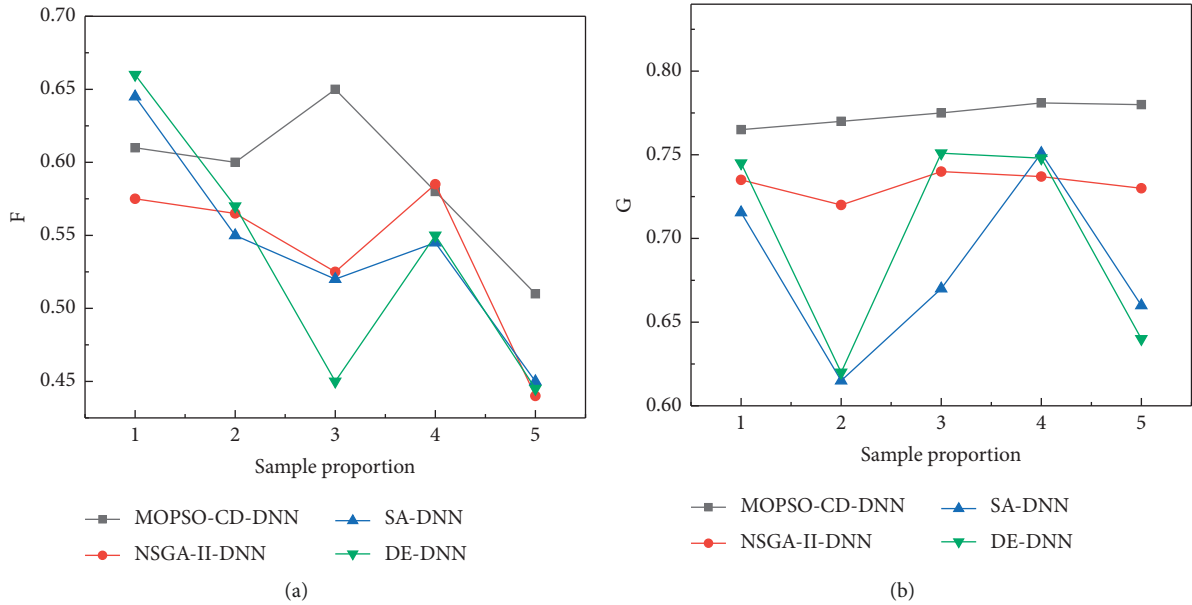 0.70
0.65
0.60
0.55
0.50
0.45
F
1 2 3 4 5
Sample proportion
MOPSO-CD-DNN SA-DNN
NSGA-II-DNN DE-DNN
(a)
0.80
0.75
0.70
0.65
0.60
G
1 2 3 4 5
Sample proportion
MOPSO-CD-DNN SA-DNN
NSGA-II-DNN DE-DNN
(b)